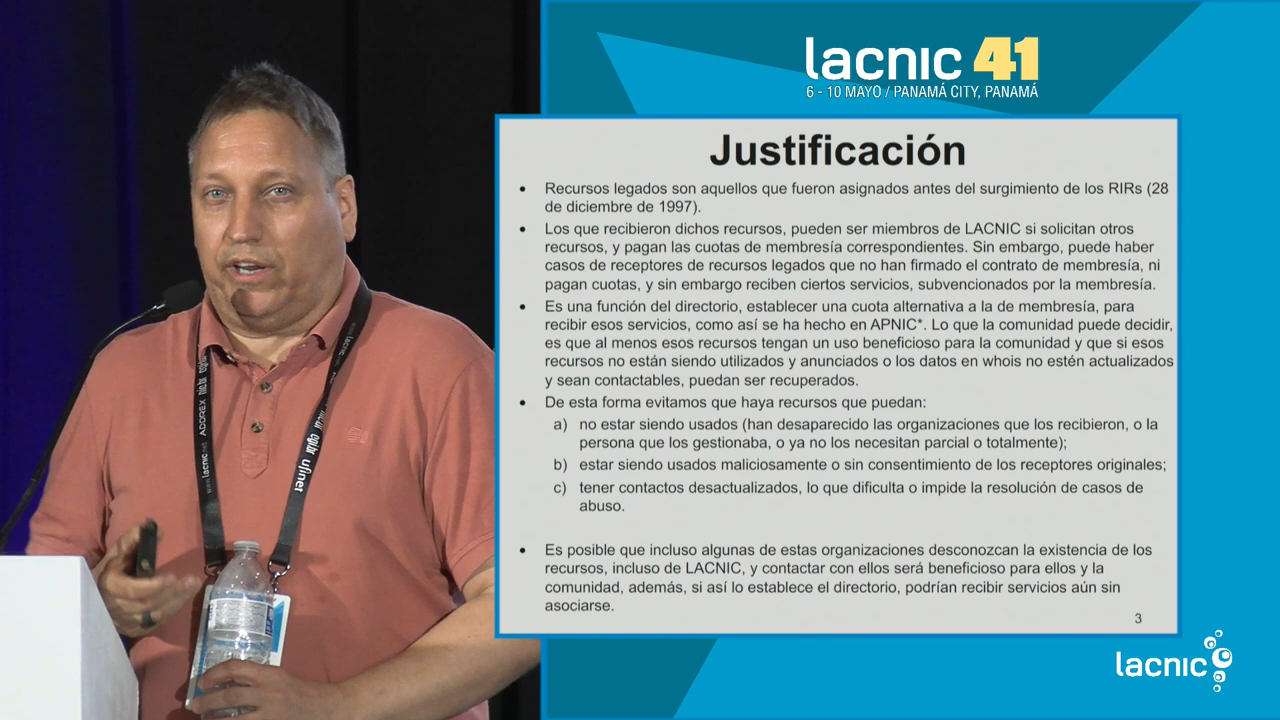 lacnic 41
6 - 10 MAYO / PANAMÁ CITY, PANAMÁ
Justificación
• Recursos legados son aquellos que fueron asignados antes del surgimiento de los RIRs (28
de diciembre de 1997).
• Los que recibieron dichos recursos, pueden ser miembros de LACNIC si solicitan otros
recursos, y pagan las cuotas de membresía correspondientes. Sin embargo, puede haber
casos de receptores de recursos legados que no han firmado el contrato de membresía, ni
pagan cuotas, y sin embargo reciben ciertos servicios, subvencionados por la membresía.
• Es una función del directorio, establecer una cuota alternativa a la de membresía, para
recibir esos servicios, como así se ha hecho en APNIC*. Lo que la comunidad puede decidir,
es que al menos esos recursos tengan un uso beneficioso para la comunidad y que si esos
recursos no están siendo utilizados y anunciados o los datos en whois no estén actualizados
y sean contactables, puedan ser recuperados.
• De esta forma evitamos que haya recursos que puedan:
a) no estar siendo usados (han desaparecido las organizaciones que los recibieron, o la
persona que los gestionaba, o ya no los necesitan parcial o totalmente);
b) estar siendo usados maliciosamente o sin consentimiento de los receptores originales;
c) tener contactos desactualizados, lo que dificulta o impide la resolución de casos de
abuso.
• Es posible que incluso algunas de estas organizaciones desconozcan la existencia de los
recursos, incluso de LACNIC, y contactar con ellos será beneficioso para ellos y la
comunidad, además, si así lo establece el directorio, podrían recibir servicios aún sin
asociarse.
3
lacnic
www.lacnic.net
ADOREX
ufinet